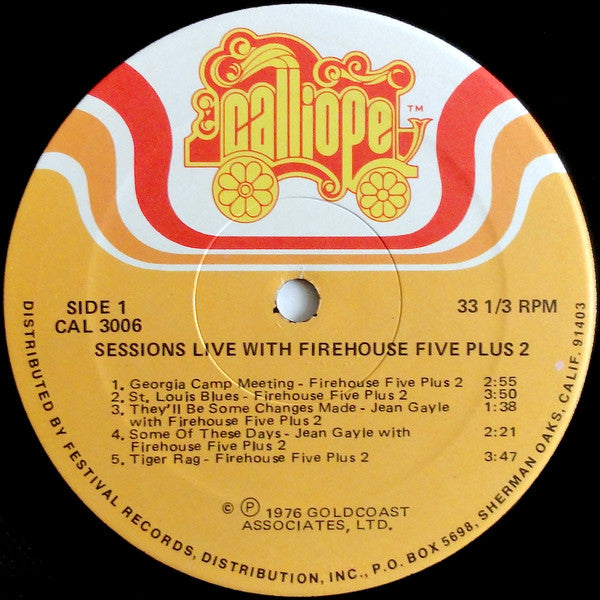 calliope TM
SIDE 1
CAL 3006
33 1/3 RPM
SESSIONS LIVE WITH FIREHOUSE FIVE PLUS 2
1. Georgia Camp Meeting - Firehouse Five Plus 2 2:55
2. St. Louis Blues - Firehouse Five Plus 2 3:50
3. They'll Be Some Changes Made - Jean Gayle 1:38
with Firehouse Five Plus 2
4. Some Of These Days - Jean Gayle with 2:21
Firehouse Five Plus 2
5. Tiger Rag - Firehouse Five Plus 2 3:47
© ℗ 1976 GOLDCOAST
ASSOCIATES, LTD.
DISTRIBUTED BY FESTIVAL RECORDS, DISTRIBUTION, INC., P.O. BOX 5698, SHERMAN OAKS, CALIF. 91403